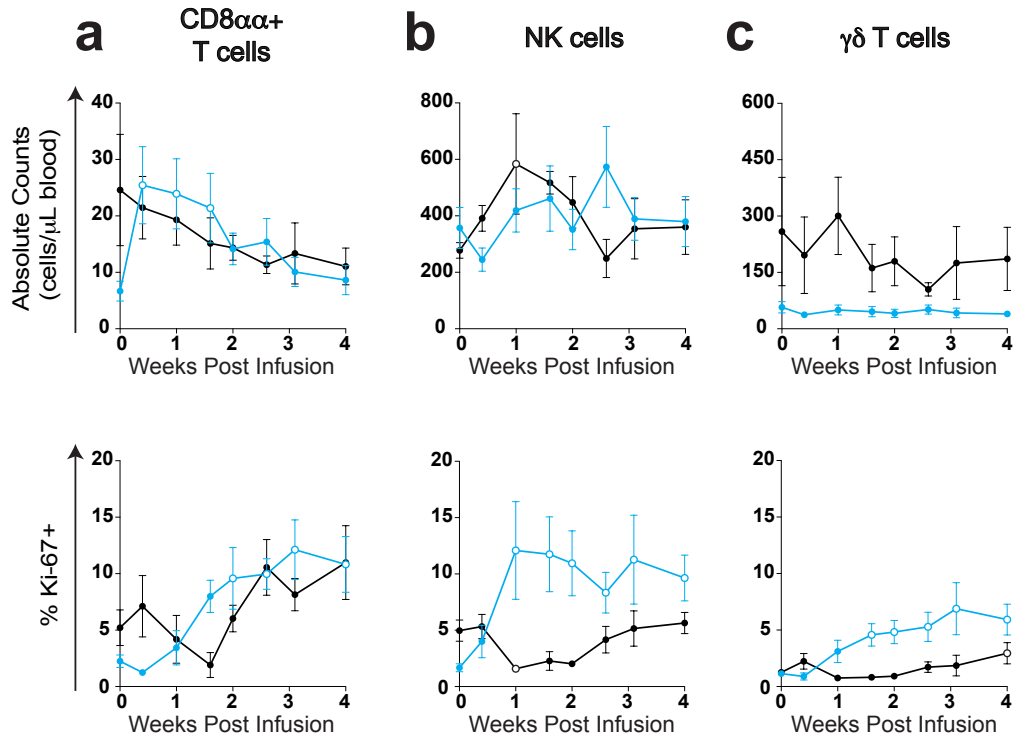 a
CD8αα+
T cells
b
NK cells
c
γδ T cells
Absolute Counts
(cells/µL blood)
40
30
20
10
0
0 1 2 3 4
Weeks Post Infusion
800
600
400
200
0
0 1 2 3 4
Weeks Post Infusion
600
450
300
150
0
0 1 2 3 4
Weeks Post Infusion
% Ki-67+
20
15
10
5
0
0 1 2 3 4
Weeks Post Infusion
20
15
10
5
0
0 1 2 3 4
Weeks Post Infusion
20
15
10
5
0
0 1 2 3 4
Weeks Post Infusion